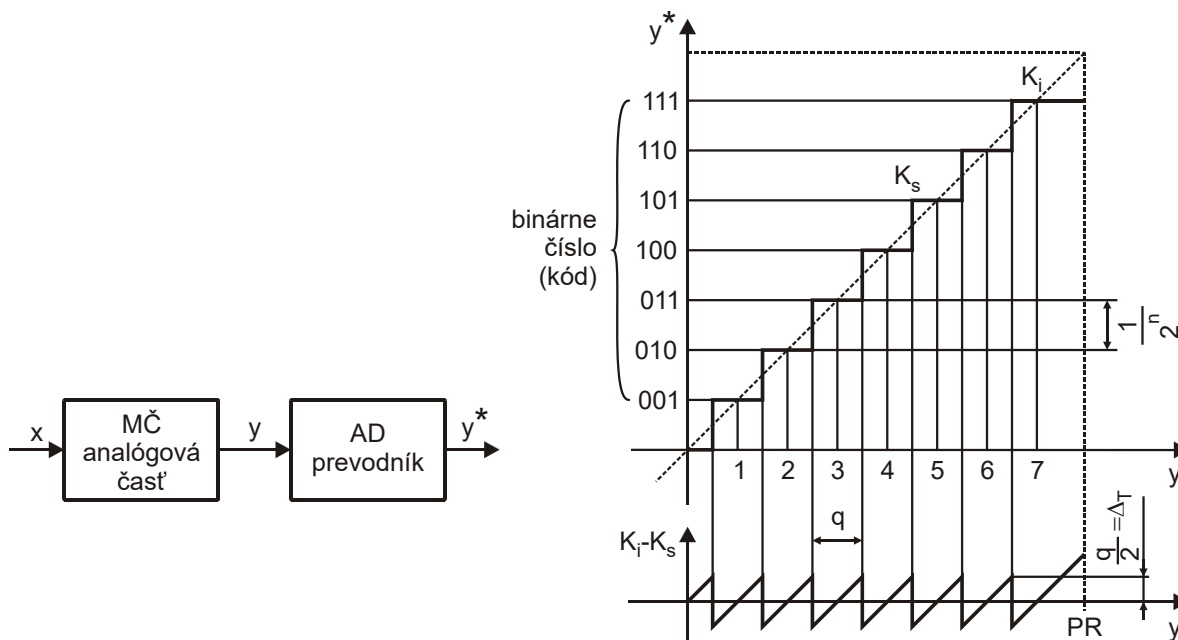 x
MČ
analógová
časť
y
AD
prevodník
y*
y*
binárne
číslo
(kód)
111
110
101
100
011
010
001
K_i
K_s
1/2^n
1 2 3 4 5 6 7
y
q
K_i-K_s
q/2=Δ_T
PR
y